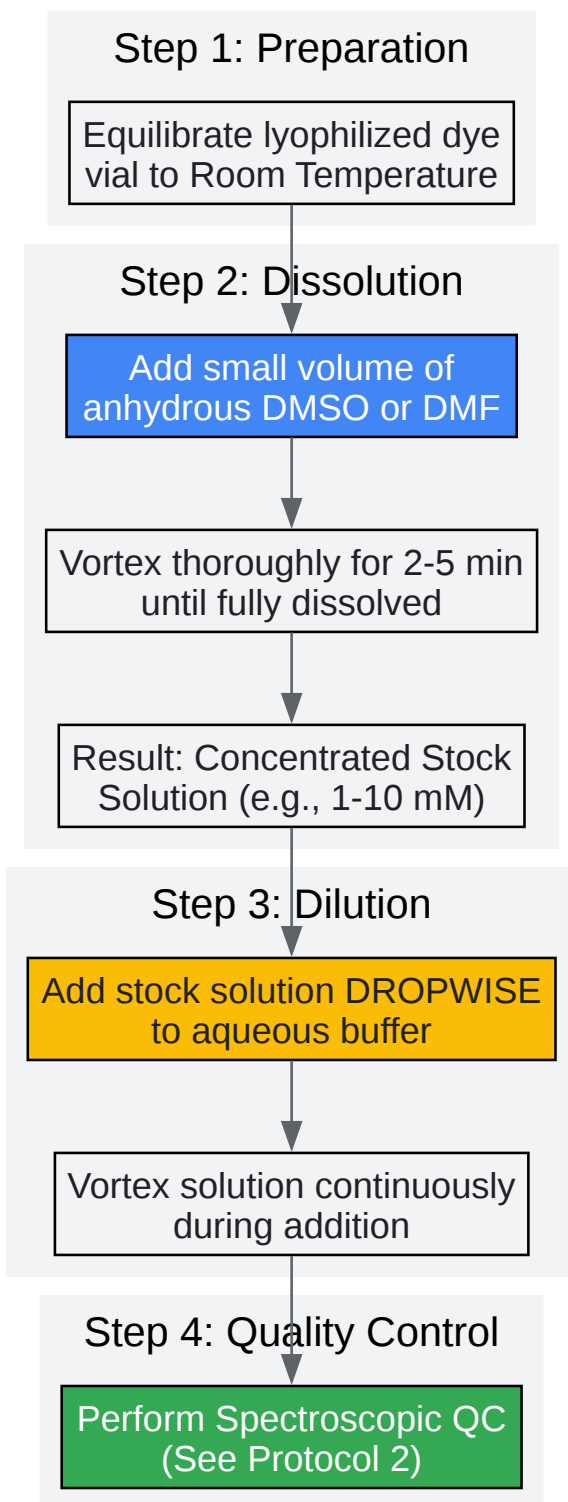 Step 1: Preparation
Equilibrate lyophilized dye
vial to Room Temperature
Step 2: Dissolution
Add small volume of
anhydrous DMSO or DMF
Vortex thoroughly for 2-5 min
until fully dissolved
Result: Concentrated Stock
Solution (e.g., 1-10 mM)
Step 3: Dilution
Add stock solution DROPWISE
to aqueous buffer
Vortex solution continuously
during addition
Step 4: Quality Control
Perform Spectroscopic QC
(See Protocol 2)